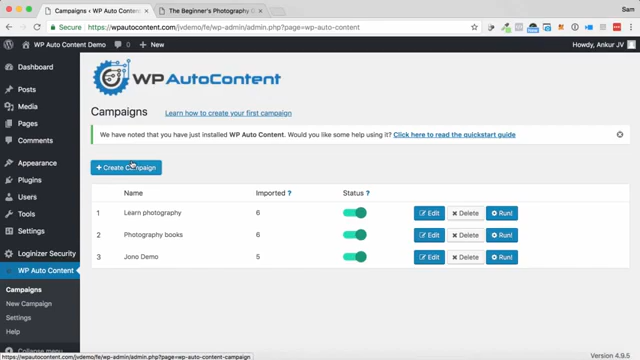 Campaigns ‹ WP Auto Content
The Beginner's Photography G
Sam
Secure https://wpautocontent.com/jvdemo/fe/wp-admin/admin.php?page=wp-auto-content
WP Auto Content Demo 0 + New Howdy, Ankur JV
Dashboard
Posts
Media
Pages
Comments
Appearance
Plugins
Users
Tools
Settings
Loginizer Security
WP Auto Content
Campaigns
New Campaign
Settings
Help
Collapse menu
WP AUTOCONTENT
Campaigns Learn how to create your first campaign
We have noted that you have just installed WP Auto Content. Would you like some help using it? Click here to read the quickstart guide
+ Create Campaign
Name Imported ? Status ?
1 Learn photography 6 Edit Delete Run!
2 Photography books 6 Edit Delete Run!
3 Jono Demo 5 Edit Delete Run!
https://wpautocontent.com/jvdemo/fe/wp-admin/admin.php?page=wp-auto-content-campaign
Version 4.9.5